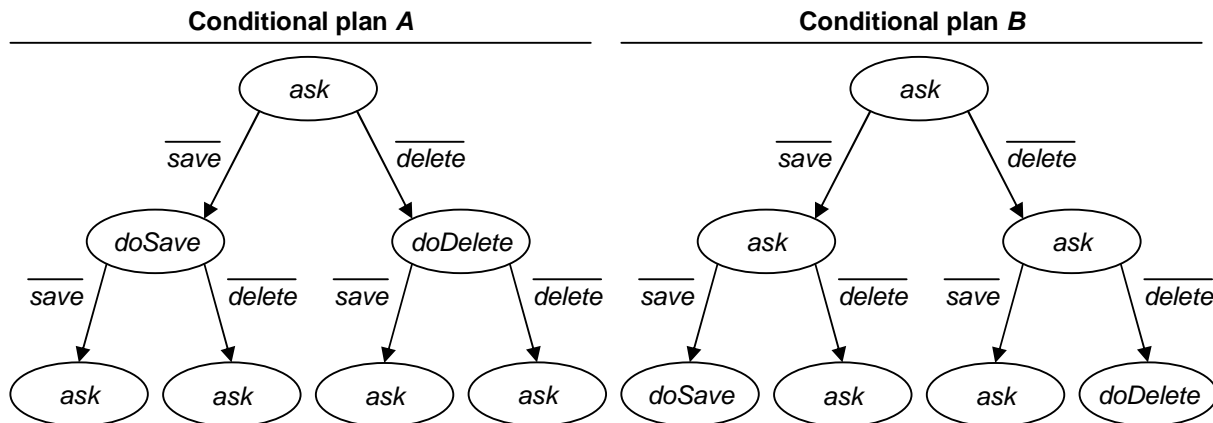 Conditional plan A
Conditional plan B
ask
ask
save
delete
save
delete
doSave
doDelete
ask
ask
save
delete
save
delete
save
delete
save
delete
ask
ask
ask
ask
doSave
ask
ask
doDelete